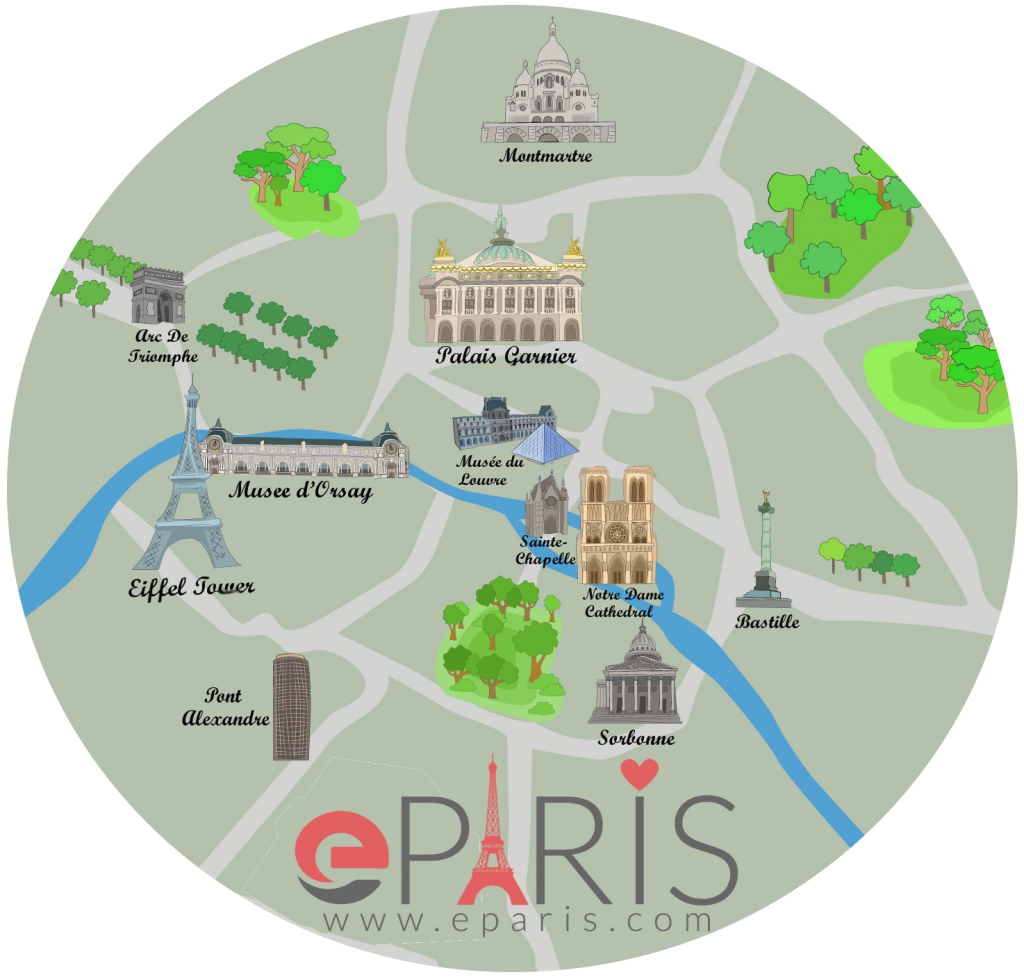 Montmartre
Arc De
Triomphe
Palais Garnier
Musée du
Louvre
Musee d'Orsay
Sainte-
Chapelle
Eiffel Tower
Notre Dame
Cathedral
Bastille
Pont
Alexandre
Sorbonne
ePARiS
www.eparis.com